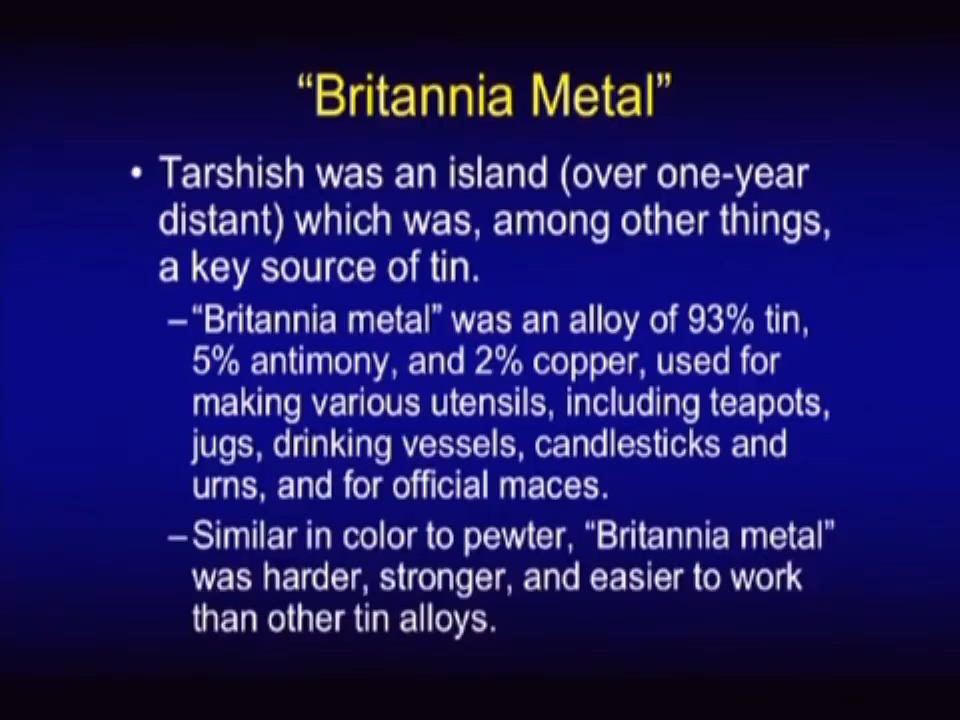 “Britannia Metal”
• Tarshish was an island (over one-year
distant) which was, among other things,
a key source of tin.
–“Britannia metal” was an alloy of 93% tin,
5% antimony, and 2% copper, used for
making various utensils, including teapots,
jugs, drinking vessels, candlesticks and
urns, and for official maces.
–Similar in color to pewter, “Britannia metal”
was harder, stronger, and easier to work
than other tin alloys.